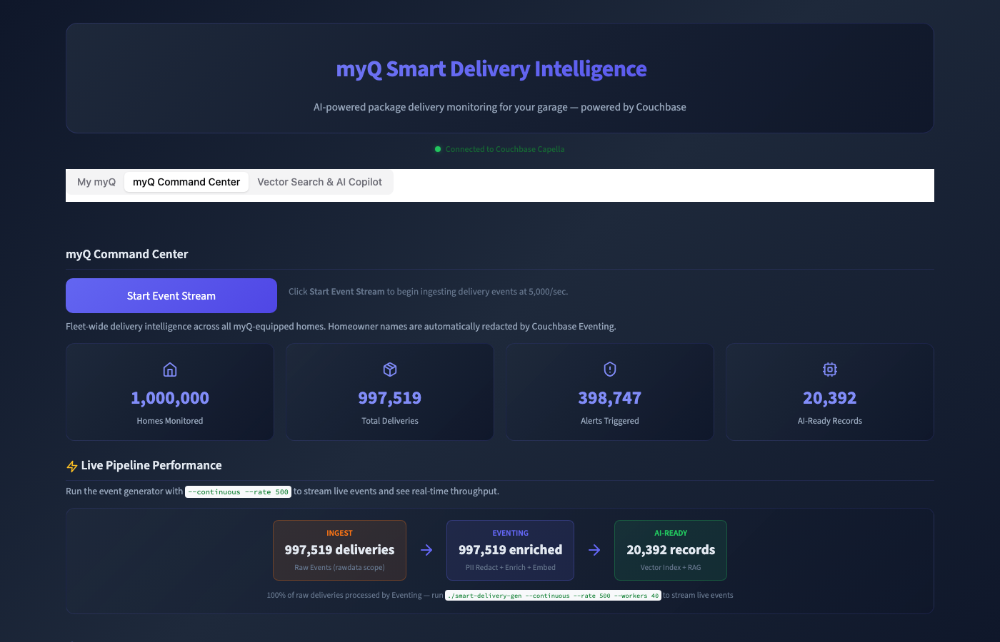 myQ Smart Delivery Intelligence
AI-powered package delivery monitoring for your garage — powered by Couchbase
Connected to Couchbase Capella
My myQ
myQ Command Center
Vector Search & AI Copilot
myQ Command Center
Start Event Stream
Click Start Event Stream to begin ingesting delivery events at 5,000/sec.
Fleet-wide delivery intelligence across all myQ-equipped homes. Homeowner names are automatically redacted by Couchbase Eventing.
1,000,000
Homes Monitored
997,519
Total Deliveries
398,747
Alerts Triggered
20,392
AI-Ready Records
Live Pipeline Performance
Run the event generator with --continuous --rate 500 to stream live events and see real-time throughput.
INGEST
997,519 deliveries
Raw Events (rawdata scope)
EVENTING
997,519 enriched
PII Redact + Enrich + Embed
AI-READY
20,392 records
Vector Index + RAG
100% of raw deliveries processed by Eventing — run ./smart-delivery-gen --continuous --rate 500 --workers 40 to stream live events